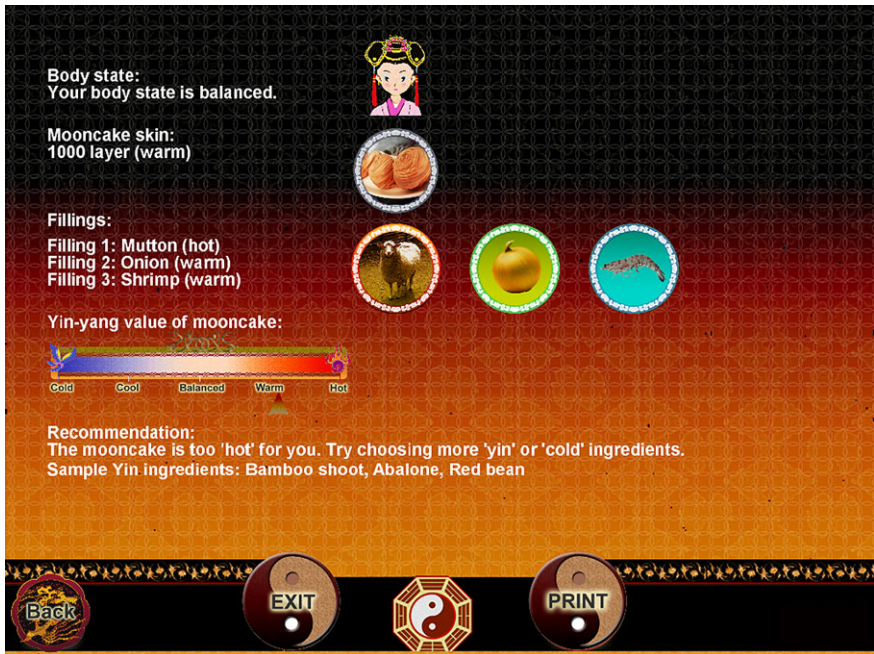 Body state:
Your body state is balanced.
Mooncake skin:
1000 layer (warm)
Fillings:
Filling 1: Mutton (hot)
Filling 2: Onion (warm)
Filling 3: Shrimp (warm)
Yin-yang value of mooncake:
Cold Cool Balanced Warm Hot
Recommendation:
The mooncake is too 'hot' for you. Try choosing more 'yin' or 'cold' ingredients.
Sample Yin ingredients: Bamboo shoot, Abalone, Red bean
Back EXIT PRINT